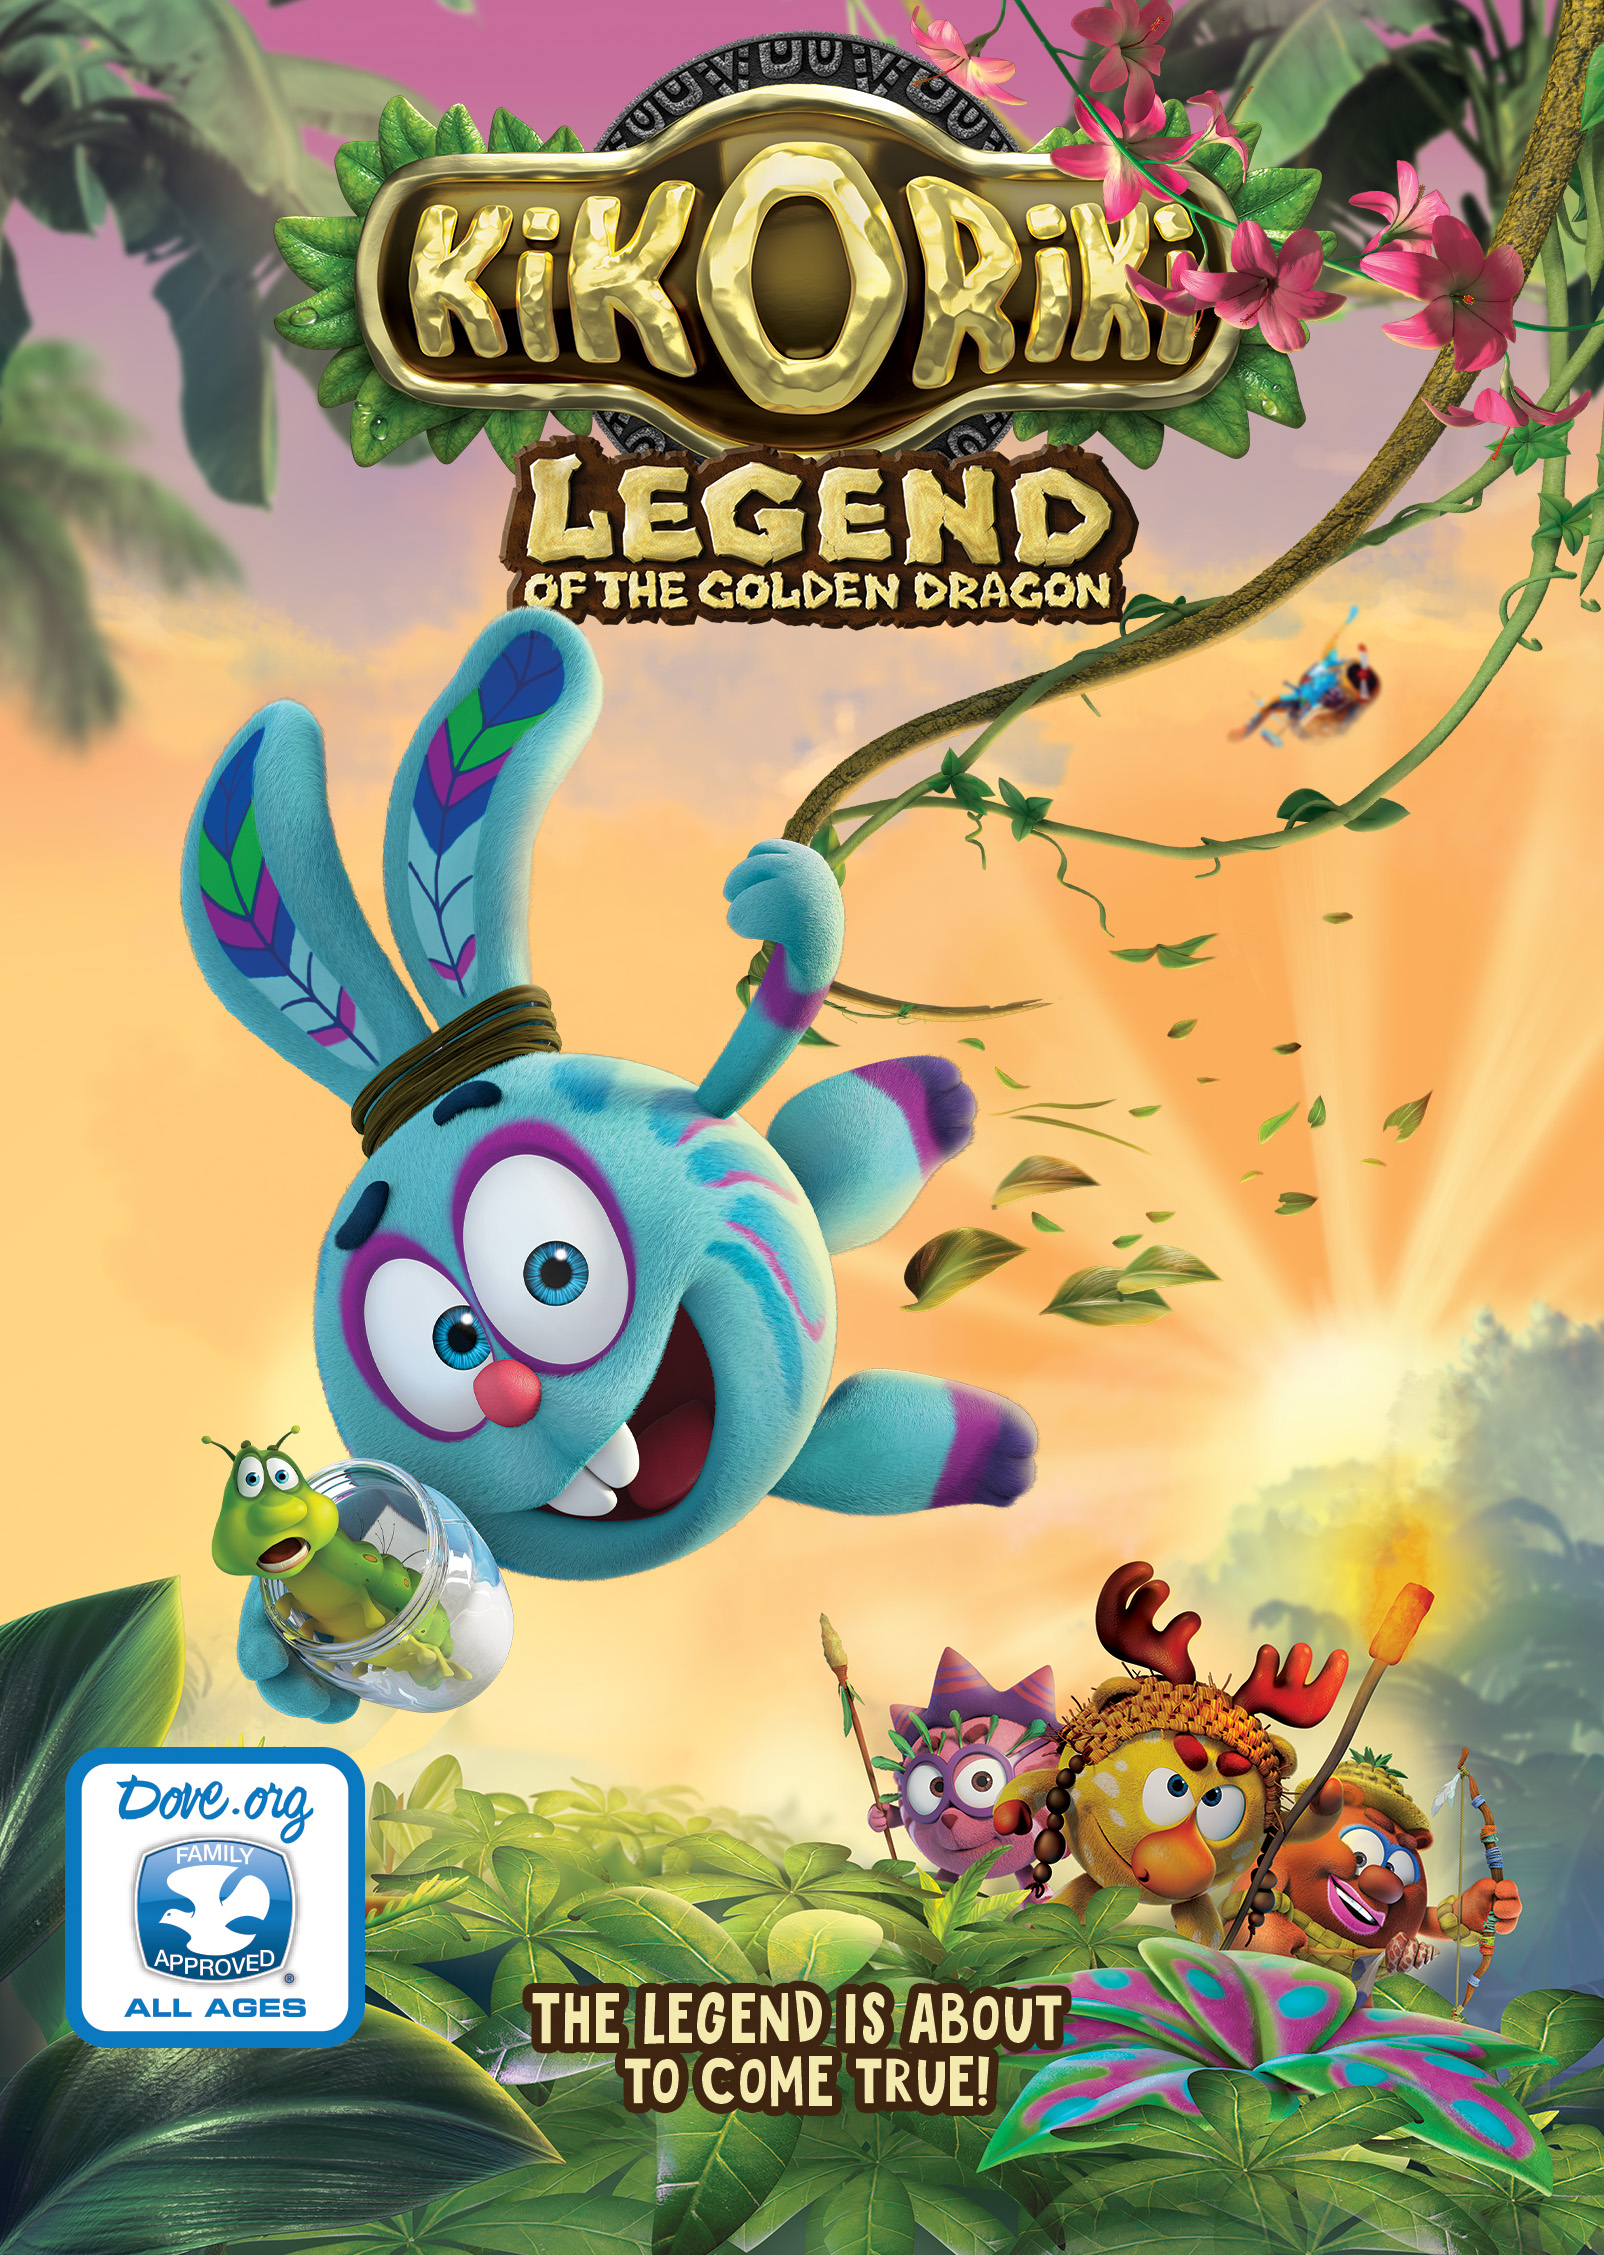 KiKORiKi
LEGEND
OF THE GOLDEN DRAGON
Dove.org
FAMILY
APPROVED
®
ALL AGES
THE LEGEND IS ABOUT
TO COME TRUE!